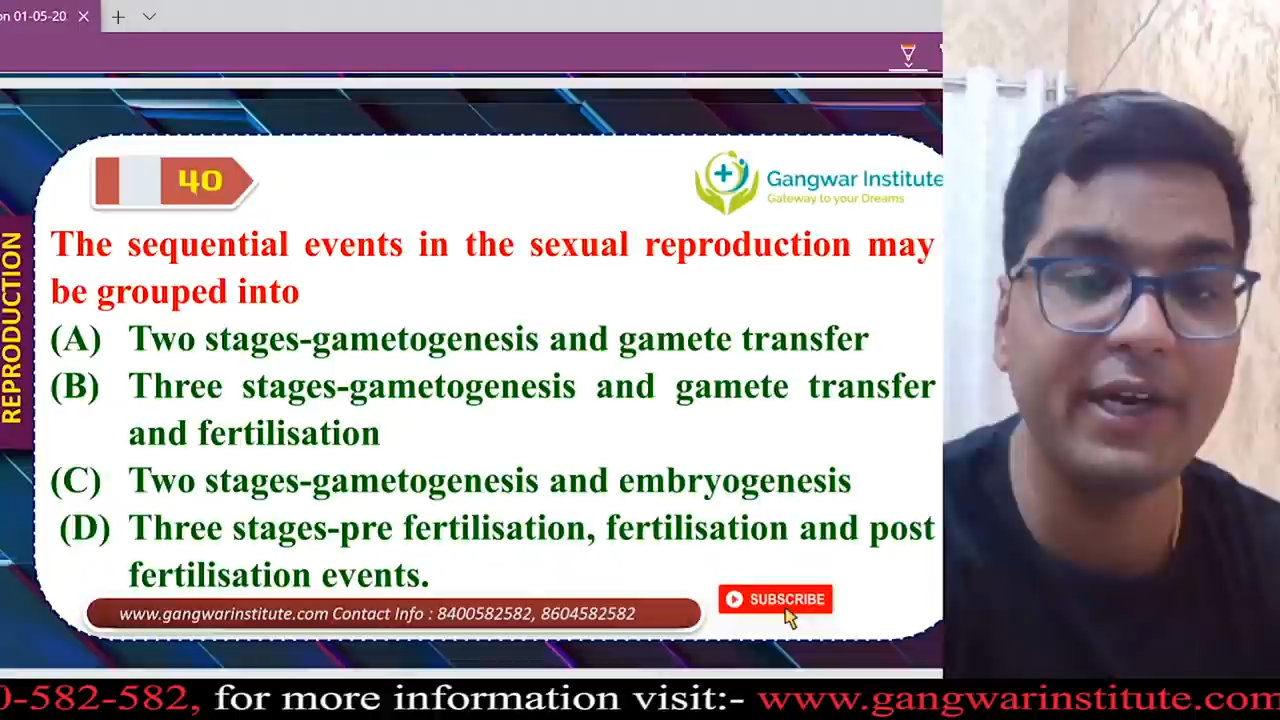 on 01-05-20
40
Gangwar Institute
Gateway to your Dreams
REPRODUCTION
The sequential events in the sexual reproduction may
be grouped into
(A) Two stages-gametogenesis and gamete transfer
(B) Three stages-gametogenesis and gamete transfer
and fertilisation
(C) Two stages-gametogenesis and embryogenesis
(D) Three stages-pre fertilisation, fertilisation and post
fertilisation events.
www.gangwarinstitute.com Contact Info : 8400582582, 8604582582
SUBSCRIBE
0-582-582, for more information visit:- www.gangwarinstitute.com